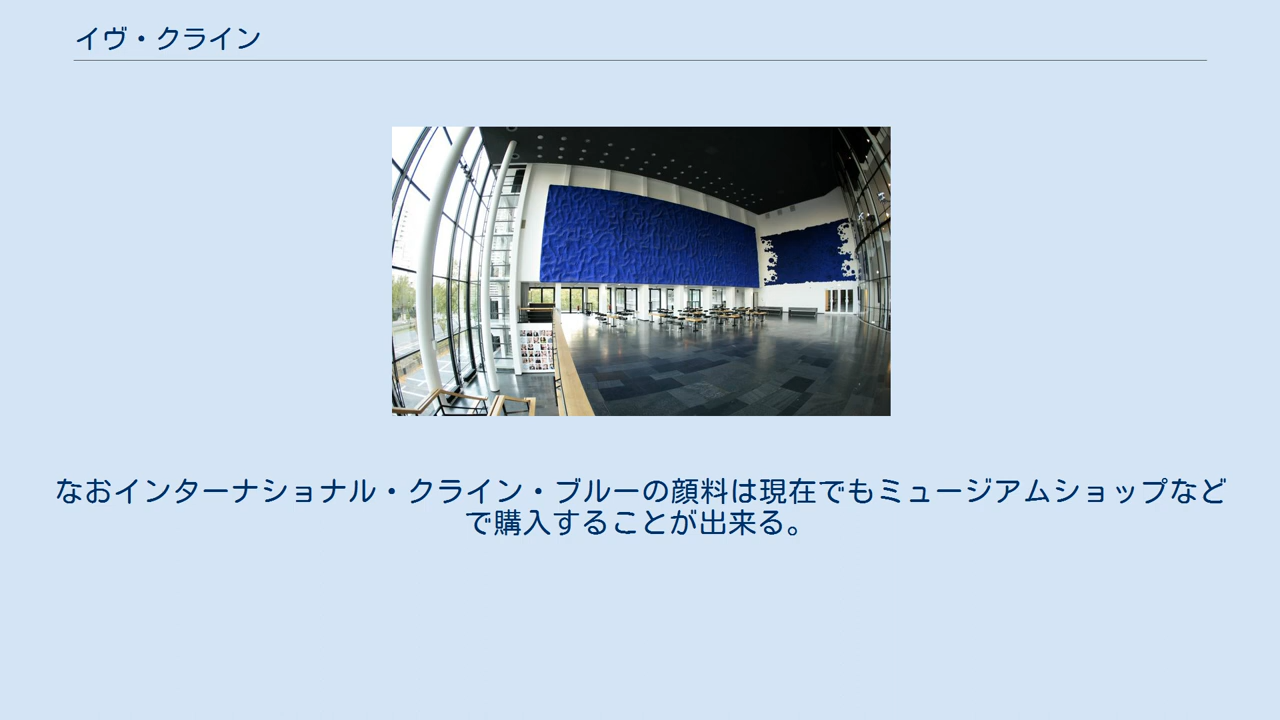 イヴ・クライン
なおインターナショナル・クライン・ブルーの顔料は現在でもミュージアムショップなど
で購入することが出来る。